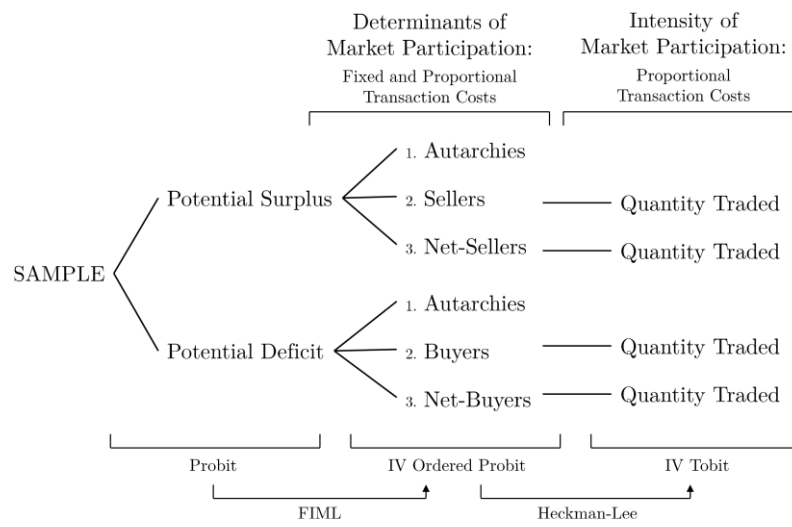 Determinants of
Market Participation:
Fixed and Proportional
Transaction Costs
Intensity of
Market Participation:
Proportional
Transaction Costs
SAMPLE
Potential Surplus
1. Autarchies
2. Sellers
Quantity Traded
3. Net-Sellers
Quantity Traded
Potential Deficit
1. Autarchies
2. Buyers
Quantity Traded
3. Net-Buyers
Quantity Traded
Probit
IV Ordered Probit
IV Tobit
FIML
Heckman-Lee